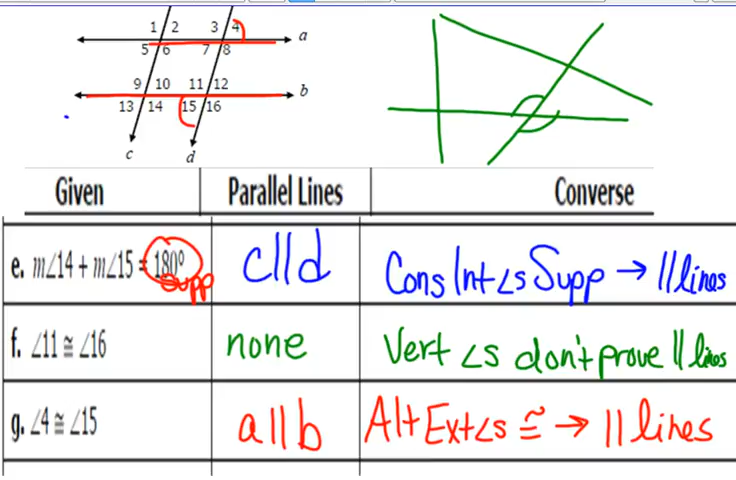 1 2 3 4 a
5 6 7 8
9 10 11 12 b
13 14 15 16
c d
Given Parallel Lines Converse
e. m∠14 + m∠15 = 180° c||d Cons Int ∠s Supp → || lines
supp
f. ∠11 ≅ ∠16 none Vert ∠s don't prove || lines
g. ∠4 ≅ ∠15 a||b Alt Ext ∠s ≅ → || lines